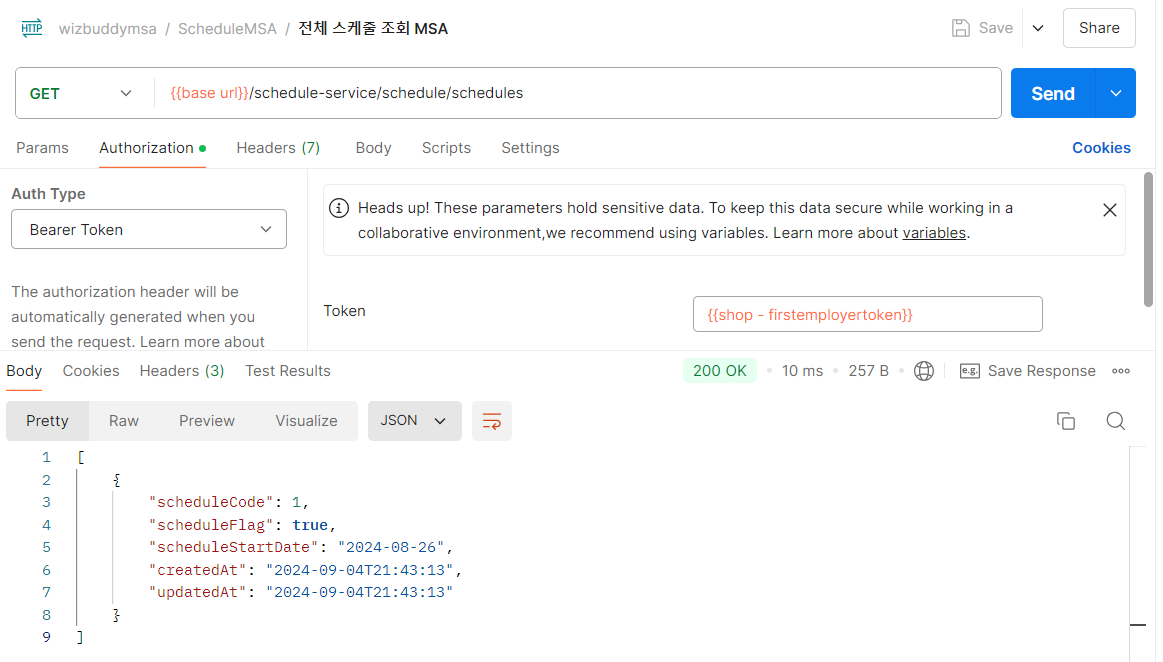 HTTP wizbuddymsa / ScheduleMSA / 전체 스케줄 조회 MSA Save Share
GET {{base url}}/schedule-service/schedule/schedules Send
Params Authorization Headers (7) Body Scripts Settings Cookies
Auth Type
Bearer Token
The authorization header will be
automatically generated when you
send the request. Learn more about
Heads up! These parameters hold sensitive data. To keep this data secure while working in a
collaborative environment,we recommend using variables. Learn more about variables.
Token {{shop - firstemployertoken}}
Body Cookies Headers (3) Test Results 200 OK • 10 ms • 257 B • e.g. Save Response
Pretty Raw Preview Visualize JSON
1 [
2 {
3 "scheduleCode": 1,
4 "scheduleFlag": true,
5 "scheduleStartDate": "2024-08-26",
6 "createdAt": "2024-09-04T21:43:13",
7 "updatedAt": "2024-09-04T21:43:13"
8 }
9 ]